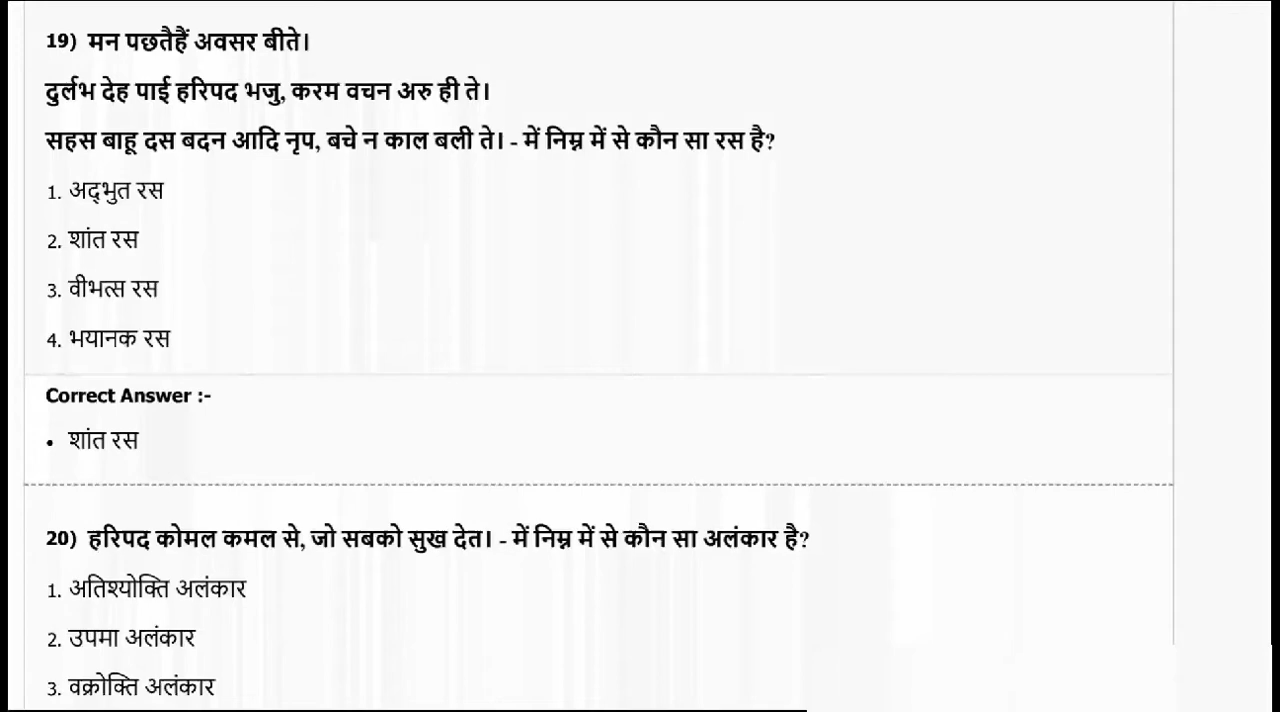 19) मन पछतैहैं अवसर बीते।
दुर्लभ देह पाई हरिपद भजु, करम वचन अरु ही ते।
सहस बाहू दस बदन आदि नृप, बचे न काल बली ते। - में निम्न में से कौन सा रस है?
1. अद्भुत रस
2. शांत रस
3. वीभत्स रस
4. भयानक रस
Correct Answer :-
• शांत रस
20) हरिपद कोमल कमल से, जो सबको सुख देत। - में निम्न में से कौन सा अलंकार है?
1. अतिश्योक्ति अलंकार
2. उपमा अलंकार
3. वक्रोक्ति अलंकार